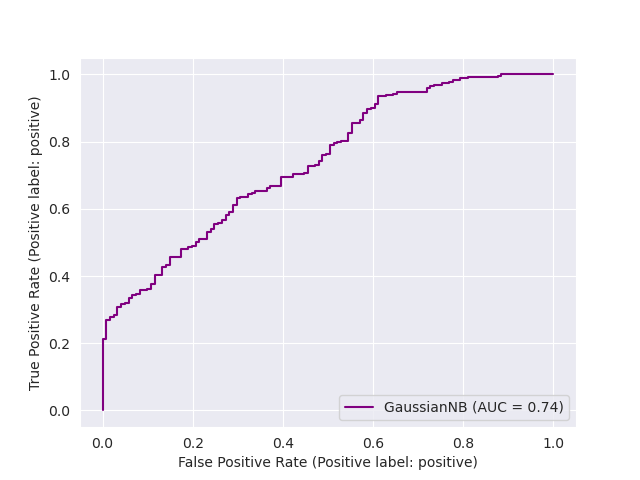 1.0
0.8
0.6
0.4
0.2
0.0
True Positive Rate (Positive label: positive)
GaussianNB (AUC = 0.74)
0.0 0.2 0.4 0.6 0.8 1.0
False Positive Rate (Positive label: positive)